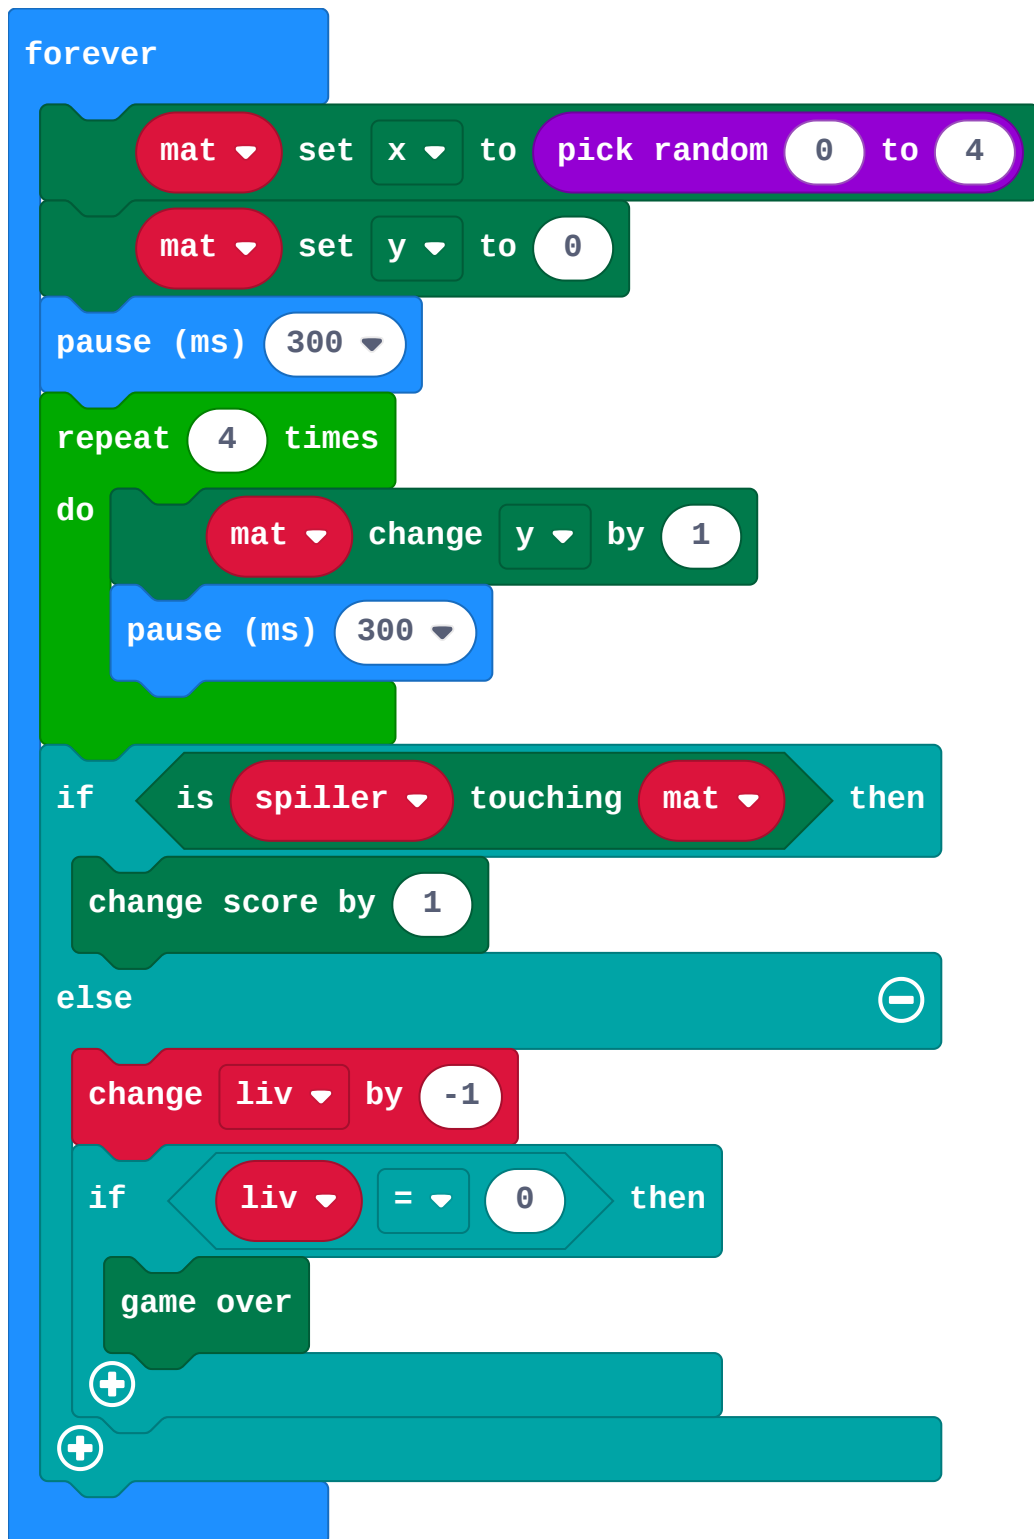 forever
mat set x to pick random 0 to 4
mat set y to 0
pause (ms) 300
repeat 4 times
do mat change y by 1
pause (ms) 300
if is spiller touching mat then
change score by 1
else
change liv by -1
if liv = 0 then
game over